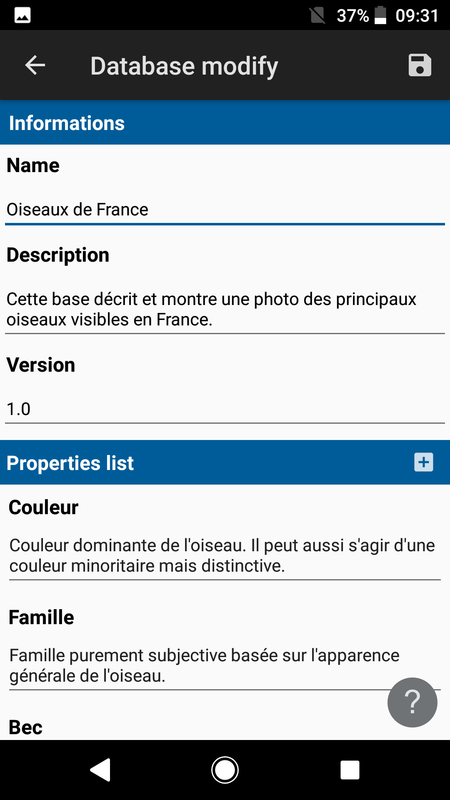 37% 09:31
Database modify
Informations
Name
Oiseaux de France
Description
Cette base décrit et montre une photo des principaux
oiseaux visibles en France.
Version
1.0
Properties list
Couleur
Couleur dominante de l'oiseau. Il peut aussi s'agir d'une
couleur minoritaire mais distinctive.
Famille
Famille purement subjective basée sur l'apparence
générale de l'oiseau.
?
Bec